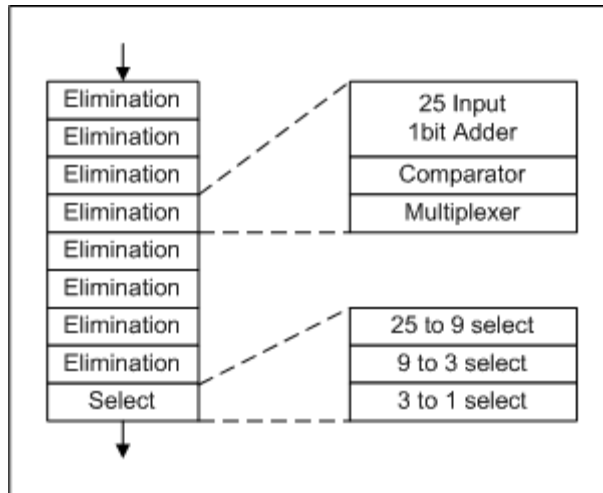 Elimination
Elimination
Elimination
Elimination
Elimination
Elimination
Elimination
Elimination
Select
25 Input
1bit Adder
Comparator
Multiplexer
25 to 9 select
9 to 3 select
3 to 1 select